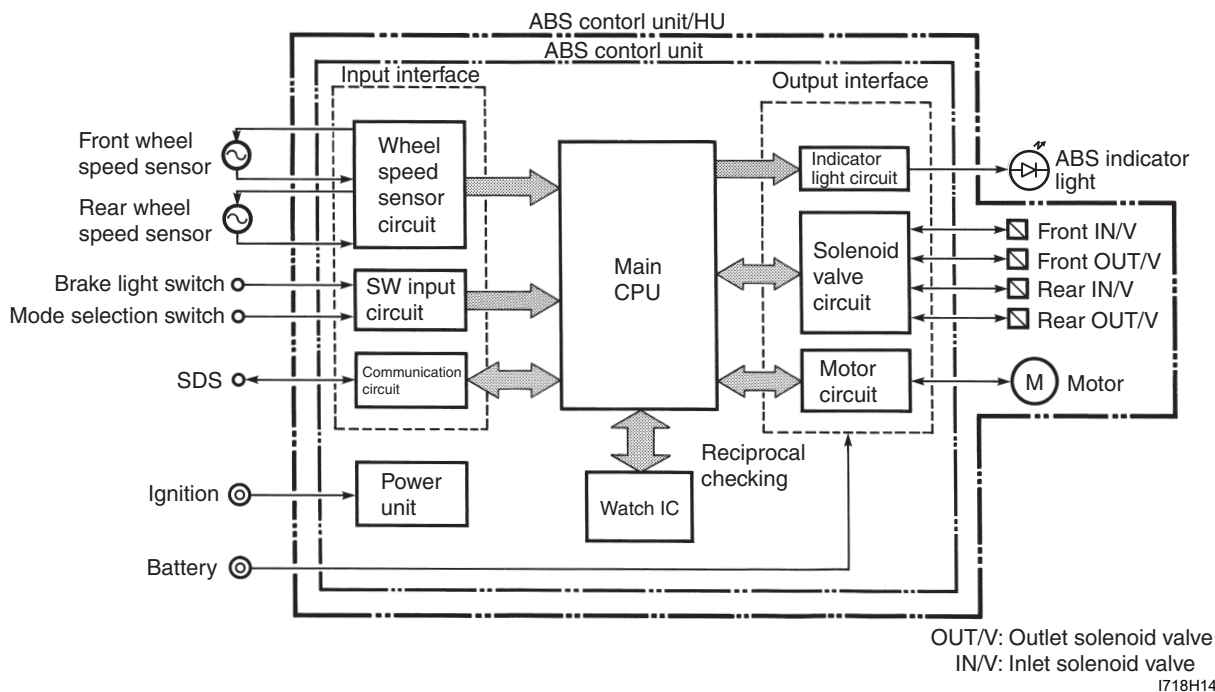 ABS contorl unit/HU
ABS contorl unit
Input interface
Output interface
Front wheel
speed sensor
Rear wheel
speed sensor
Wheel
speed
sensor
circuit
Brake light switch
Mode selection switch
SW input
circuit
SDS
Communication
circuit
Ignition
Power
unit
Battery
Main
CPU
Reciprocal
checking
Watch IC
Indicator
light circuit
ABS indicator
light
Solenoid
valve
circuit
Front IN/V
Front OUT/V
Rear IN/V
Rear OUT/V
Motor
circuit
M
Motor
OUT/V: Outlet solenoid valve
IN/V: Inlet solenoid valve
I718H14